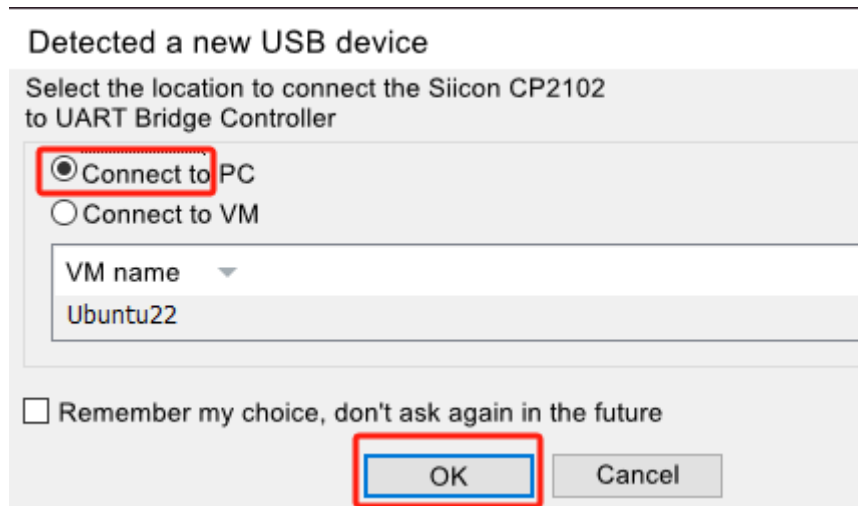 Detected a new USB device
Select the location to connect the Siicon CP2102
to UART Bridge Controller
Connect to PC
Connect to VM
VM name
Ubuntu22
Remember my choice, don't ask again in the future
OK
Cancel